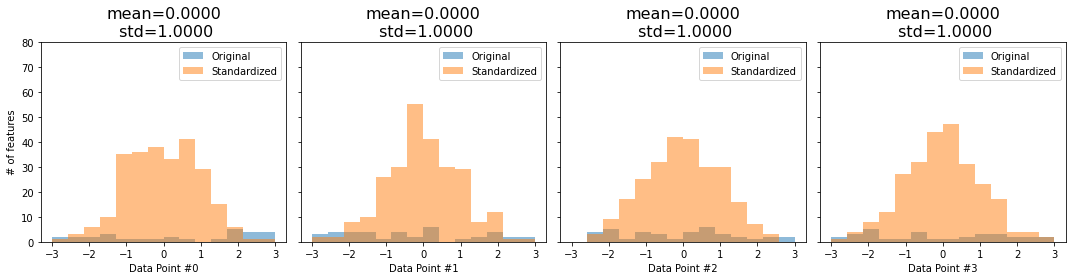 mean=0.0000
std=1.0000
mean=0.0000
std=1.0000
mean=0.0000
std=1.0000
mean=0.0000
std=1.0000
# of features
80
70
60
50
40
30
20
10
0
Original
Standardized
Original
Standardized
Original
Standardized
Original
Standardized
−3 −2 −1 0 1 2 3
−3 −2 −1 0 1 2 3
−3 −2 −1 0 1 2 3
−3 −2 −1 0 1 2 3
Data Point #0
Data Point #1
Data Point #2
Data Point #3